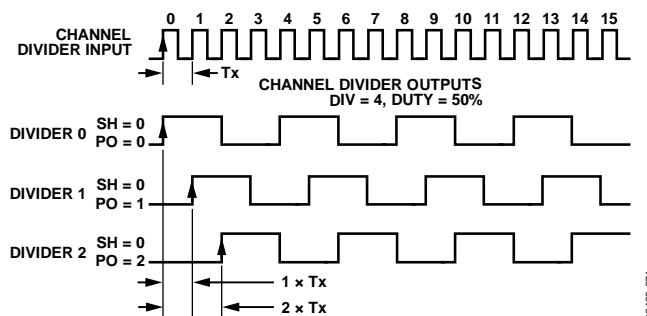 CHANNEL
DIVIDER INPUT
0 1 2 3 4 5 6 7 8 9 10 11 12 13 14 15
Tx
CHANNEL DIVIDER OUTPUTS
DIV = 4, DUTY = 50%
DIVIDER 0
SH = 0
PO = 0
DIVIDER 1
SH = 0
PO = 1
DIVIDER 2
SH = 0
PO = 2
1 × Tx
2 × Tx